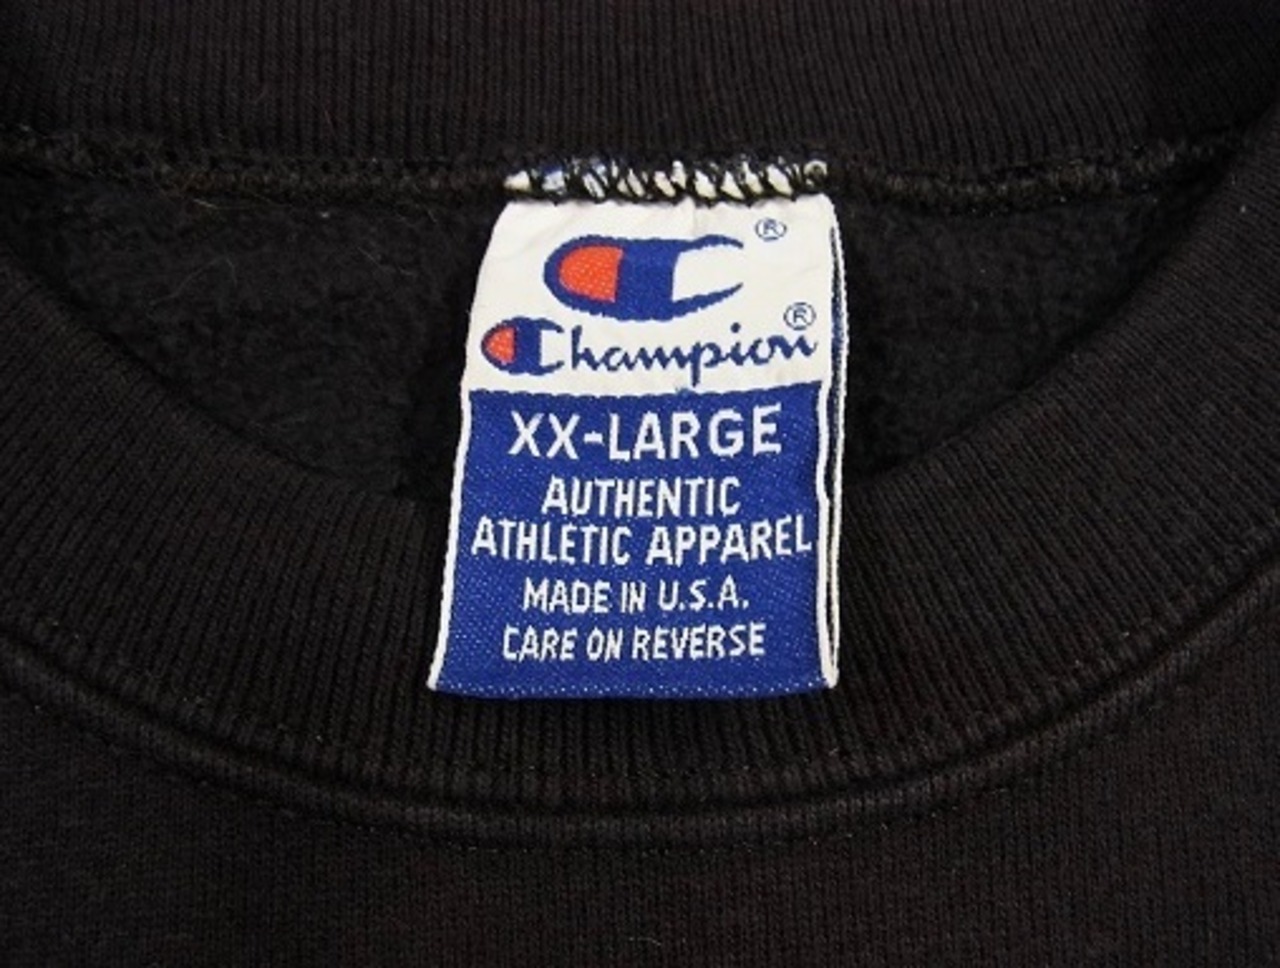 ®
Champion®
XX-LARGE
AUTHENTIC
ATHLETIC APPAREL
MADE IN U.S.A.
CARE ON REVERSE